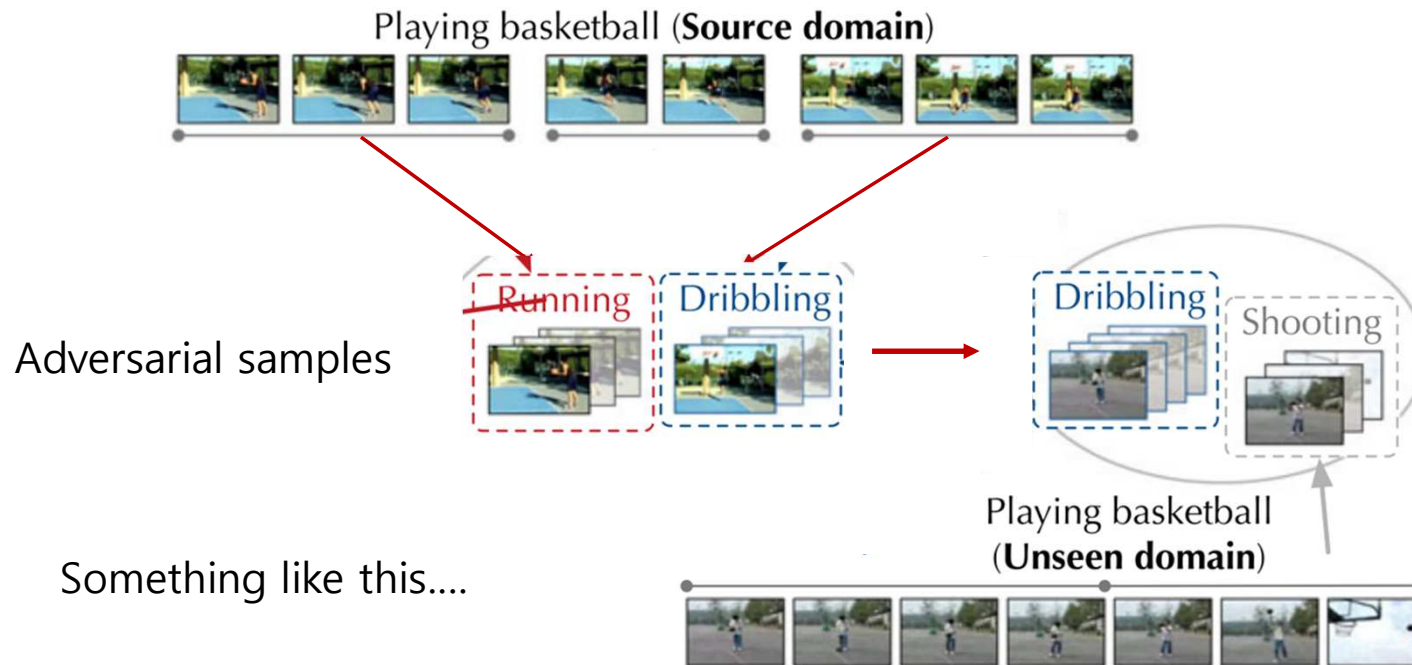 Playing basketball (Source domain)
Running
Dribbling
Dribbling
Shooting
Adversarial samples
Playing basketball
(Unseen domain)
Something like this....